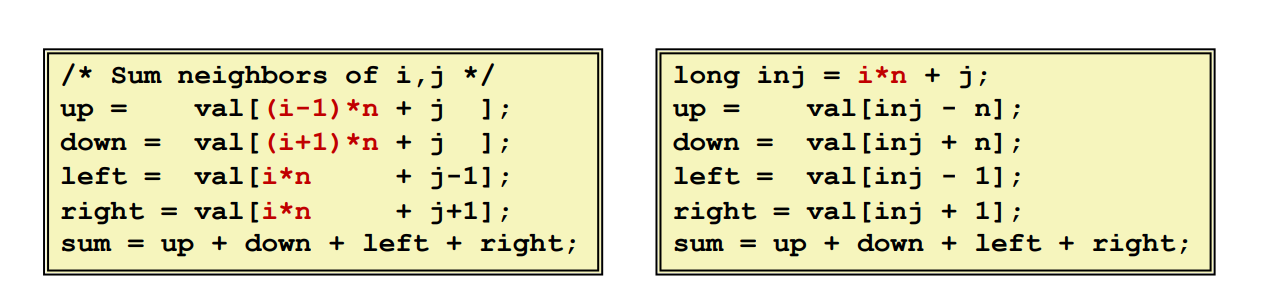 /* Sum neighbors of i,j */
up =    val[(i-1)*n + j  ];
down =  val[(i+1)*n + j  ];
left =  val[i*n     + j-1];
right = val[i*n     + j+1];
sum = up + down + left + right;
long inj = i*n + j;
up =    val[inj - n];
down =  val[inj + n];
left =  val[inj - 1];
right = val[inj + 1];
sum = up + down + left + right;